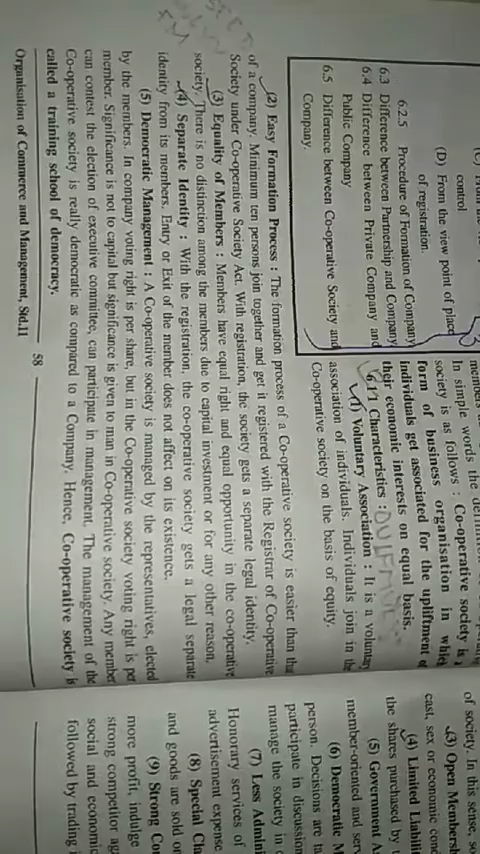 control
(D) From the view point of place
of registration.
6.2.5 Procedure of Formation of Company
6.3 Difference between Partnership and Company
6.4 Difference between Private Company and
Public Company
6.5 Difference between Co-operative Society and
Company.
In simple words the
society is as follows : Co-operative society is a
form of business organisation in which
individuals get associated for the upliftment of
their economic interests on equal basis.
6.1.1 Characteristics :
(1) Voluntary Association : It is a voluntary
association of individuals. Individuals join in the
Co-operative society on the basis of equity.
(2) Easy Formation Process : The formation process of a Co-operative society is easier than that
of a company. Minimum ten persons join together and get it registered with the Registrar of Co-operative
Society under Co-operative Society Act. With registration, the society gets a separate legal identity.
(3) Equality of Members : Members have equal right and equal opportunity in the co-operative
society. There is no distinction among the members due to capital investment or for any other reason.
(4) Separate Identity : With the registration, the co-operative society gets a legal separate
identity from its members. Entry or Exit of the member does not affect on its existence.
(5) Democratic Management : A Co-operative society is managed by the representatives, elected
by the members. In company voting right is per share, but in the Co-operative society voting right is per
member. Significance is not to capital but significance is given to man in Co-operative society. Any member
can contest the election of executive committee, can participate in management. The management of the
Co-operative society is really democratic as compared to a Company. Hence, Co-operative society is
called a training school of democracy.
Organisation of Commerce and Management, Std.11
58
of society. In this sense,
(3) Open
cast, sex or economic
(4) Limited
the shares purchased by
(5) Government
member-oriented and
(6) Democratic
person. Decisions are
participate in
manage the society in
(7) Less
Honorary services of
advertisement
(8) Special
and goods are sold
(9) Strong
more profit, indulge
strong competitor
social and
followed by trading